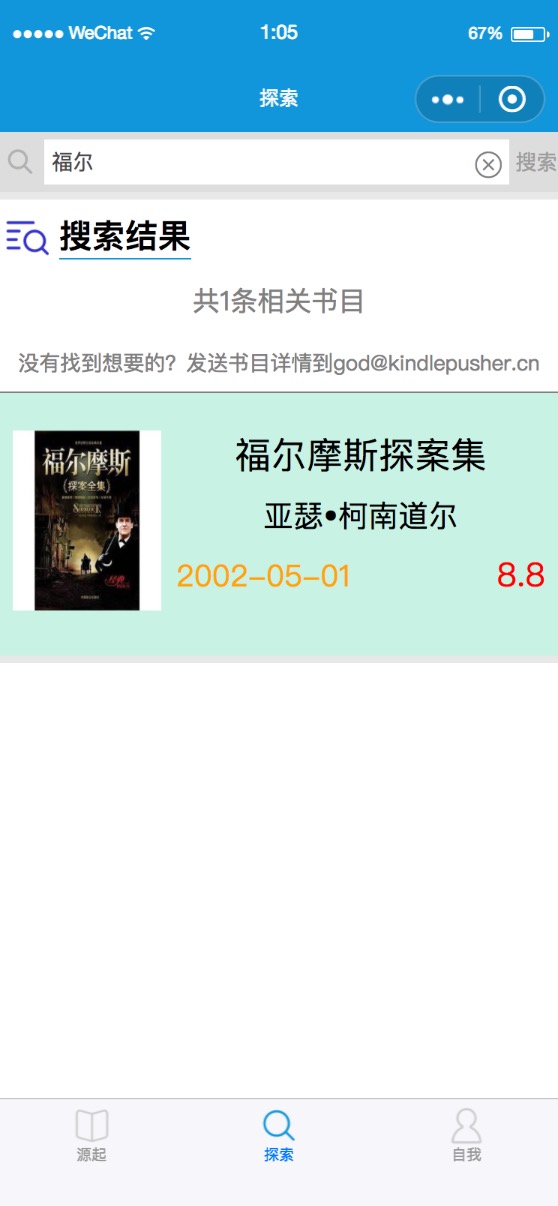 WeChat 1:05 67%
探索
福尔 搜索
搜索结果
共1条相关书目
没有找到想要的？发送书目详情到god@kindlepusher.cn
福尔摩斯
(探案全集)
福尔摩斯探案集
亚瑟•柯南道尔
2002-05-01 8.8
源起 探索 自我